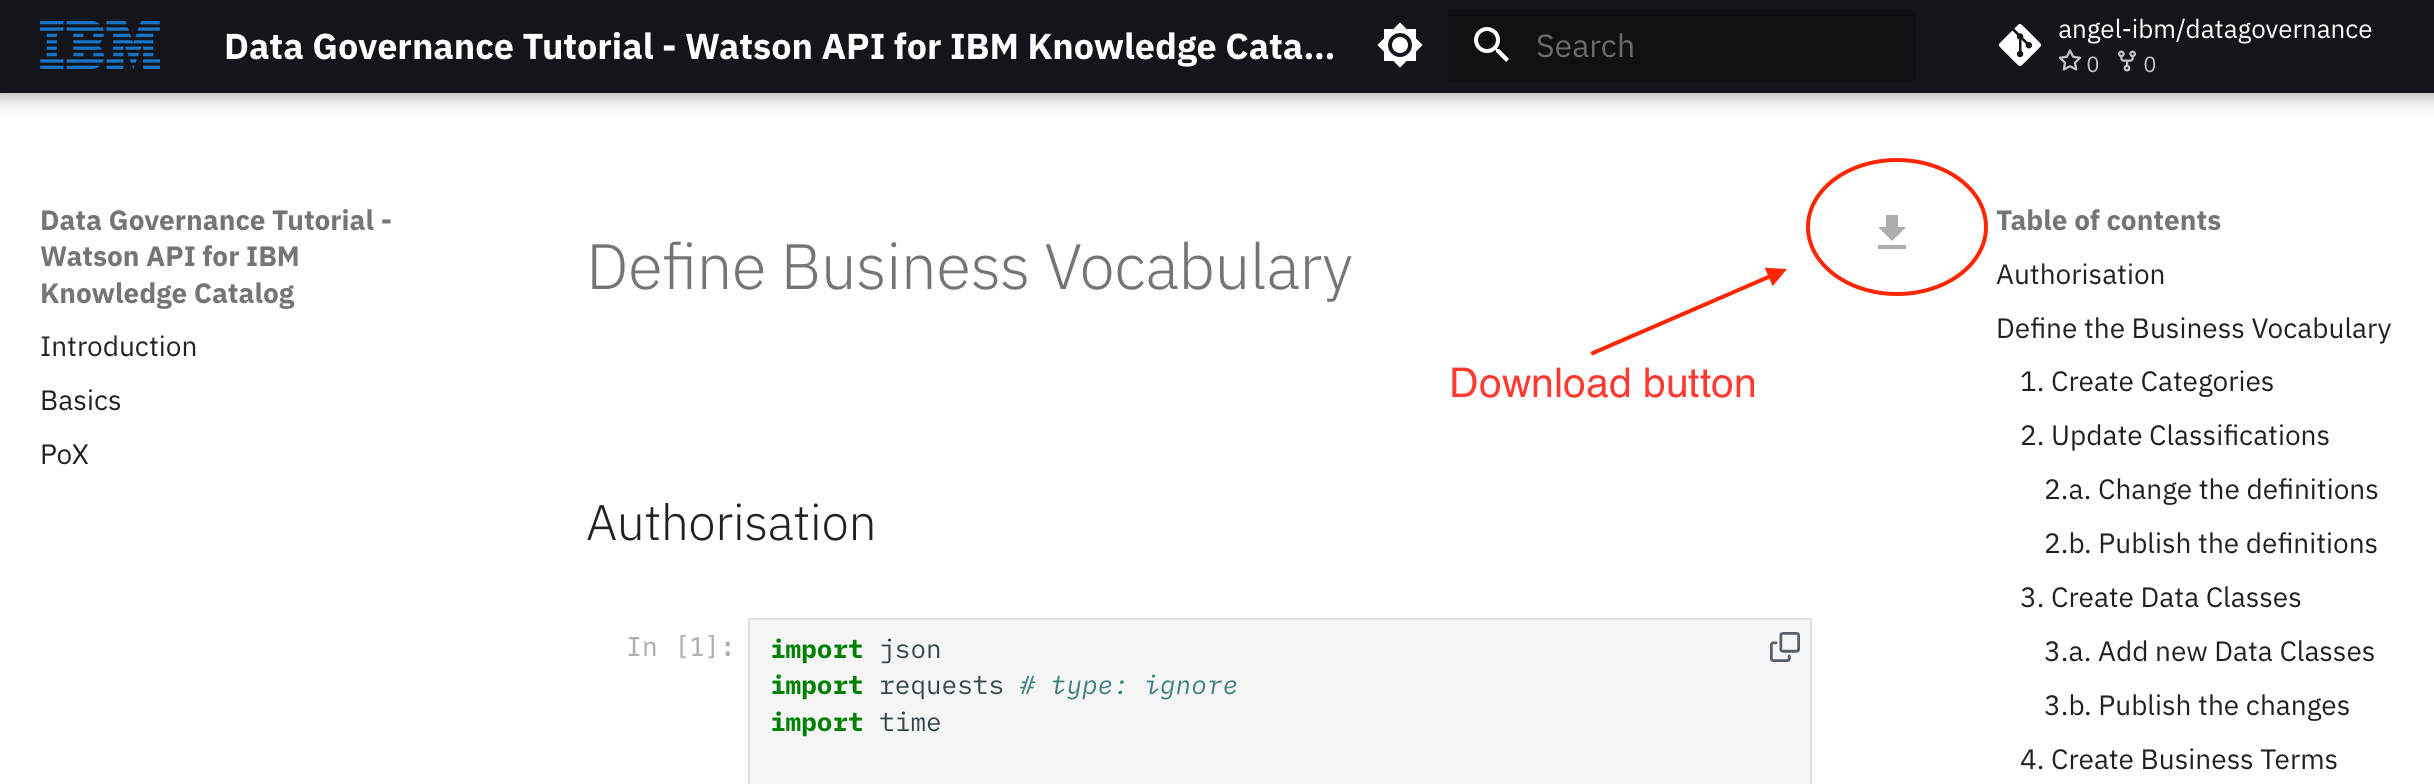 IBM
Data Governance Tutorial - Watson API for IBM Knowledge Cata...
Search
angel-ibm/datagovernance
0 0
Data Governance Tutorial -
Watson API for IBM
Knowledge Catalog
Introduction
Basics
PoX
Define Business Vocabulary
Download button
Authorisation
In [1]:
import json
import requests # type: ignore
import time
Table of contents
Authorisation
Define the Business Vocabulary
1. Create Categories
2. Update Classifications
2.a. Change the definitions
2.b. Publish the definitions
3. Create Data Classes
3.a. Add new Data Classes
3.b. Publish the changes
4. Create Business Terms